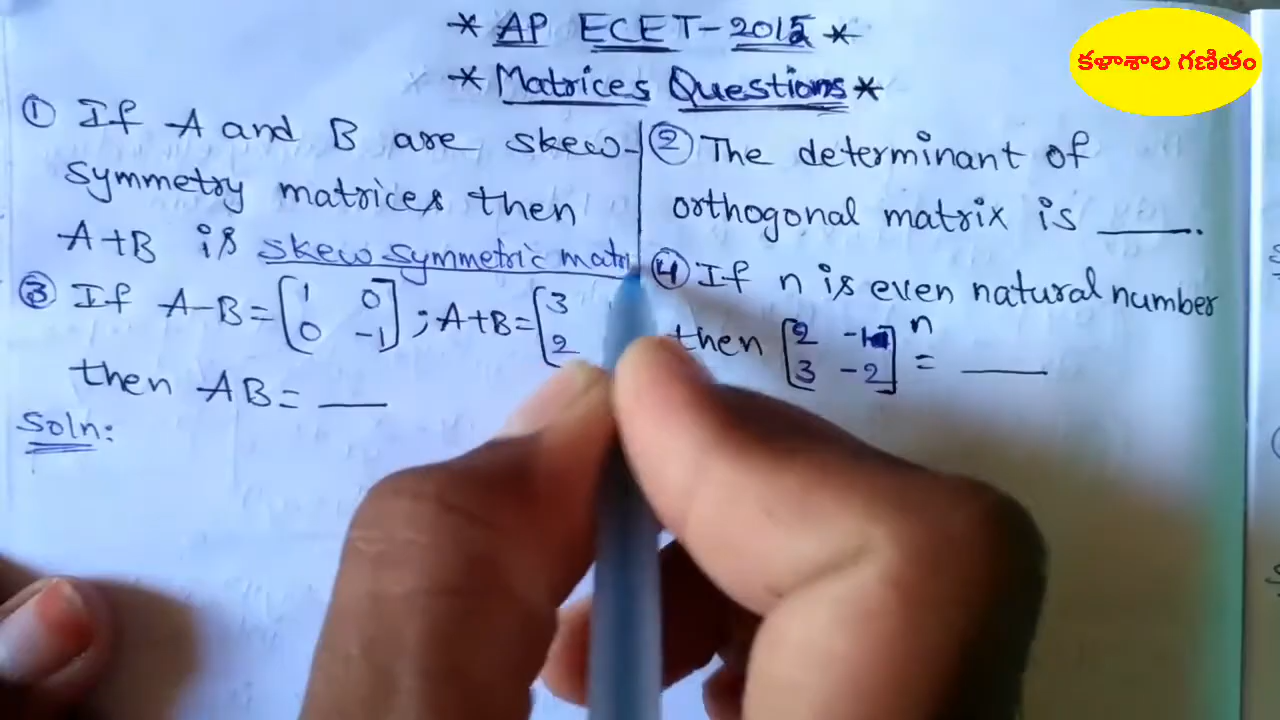 * AP ECET-2015 *
* Matrices Questions *
కళాశాల గణితం
① If A and B are skew-
symmetry matrices then
A+B is skew symmetric matri
② The determinant of
orthogonal matrix is ____.
③ If A-B= [1 0
0 -1] ; A+B= [3
2
then AB= ___
④ If n is even natural number
then [2 -1
3 -2]ⁿ = ____
Soln: